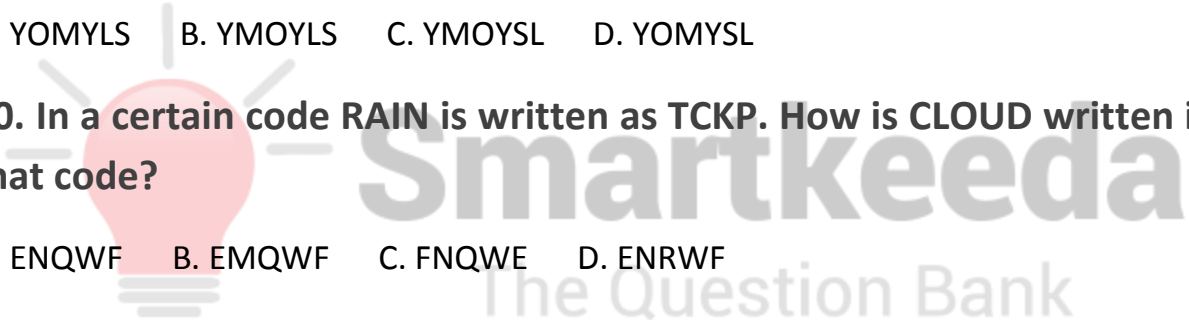 YOMYLS B. YMOYLS C. YMOYSL D. YOMYSL
0. In a certain code RAIN is written as TCKP. How is CLOUD written i
hat code?
ENQWF B. EMQWF C. FNQWE D. ENRWF
Smartkeeda
The Question Bank